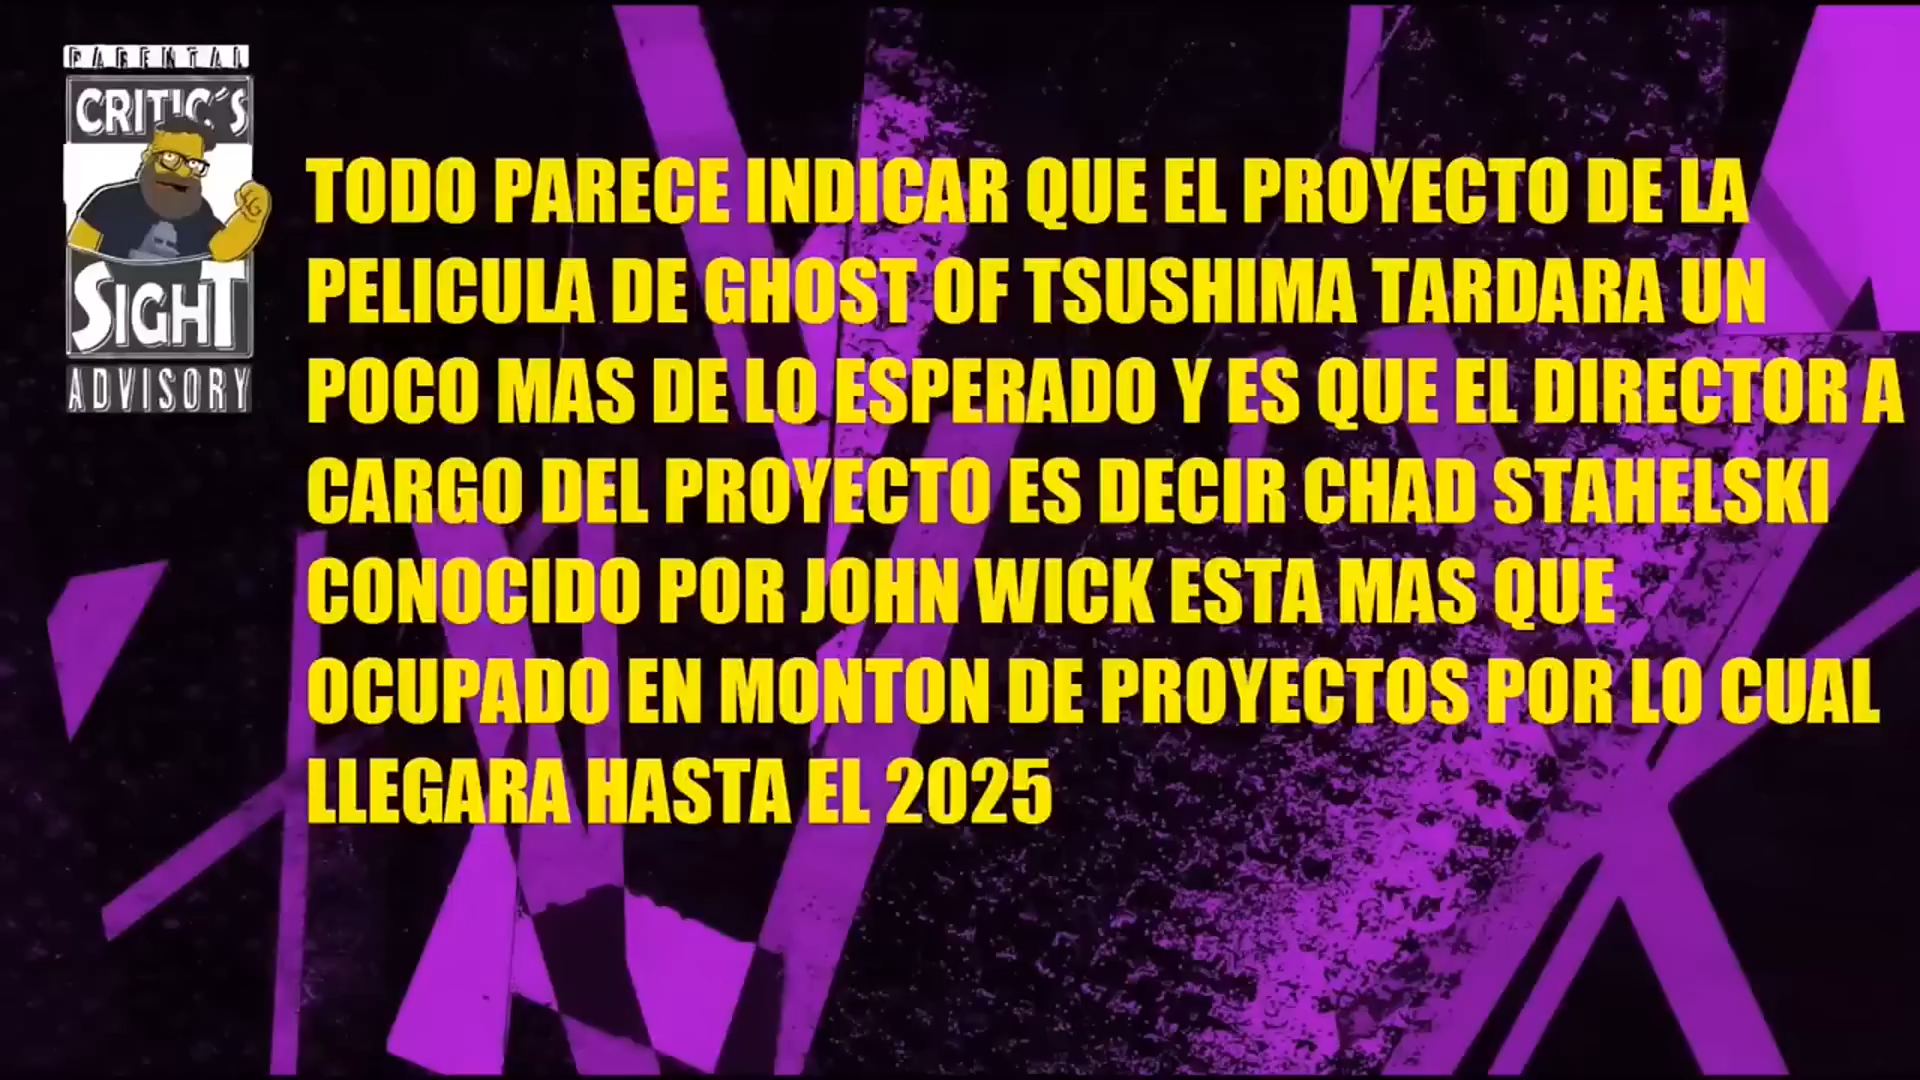 PARENTAL
CRITIC´S
SIGHT
ADVISORY
TODO PARECE INDICAR QUE EL PROYECTO DE LA
PELICULA DE GHOST OF TSUSHIMA TARDARA UN
POCO MAS DE LO ESPERADO Y ES QUE EL DIRECTOR A
CARGO DEL PROYECTO ES DECIR CHAD STAHELSKI
CONOCIDO POR JOHN WICK ESTA MAS QUE
OCUPADO EN MONTON DE PROYECTOS POR LO CUAL
LLEGARA HASTA EL 2025